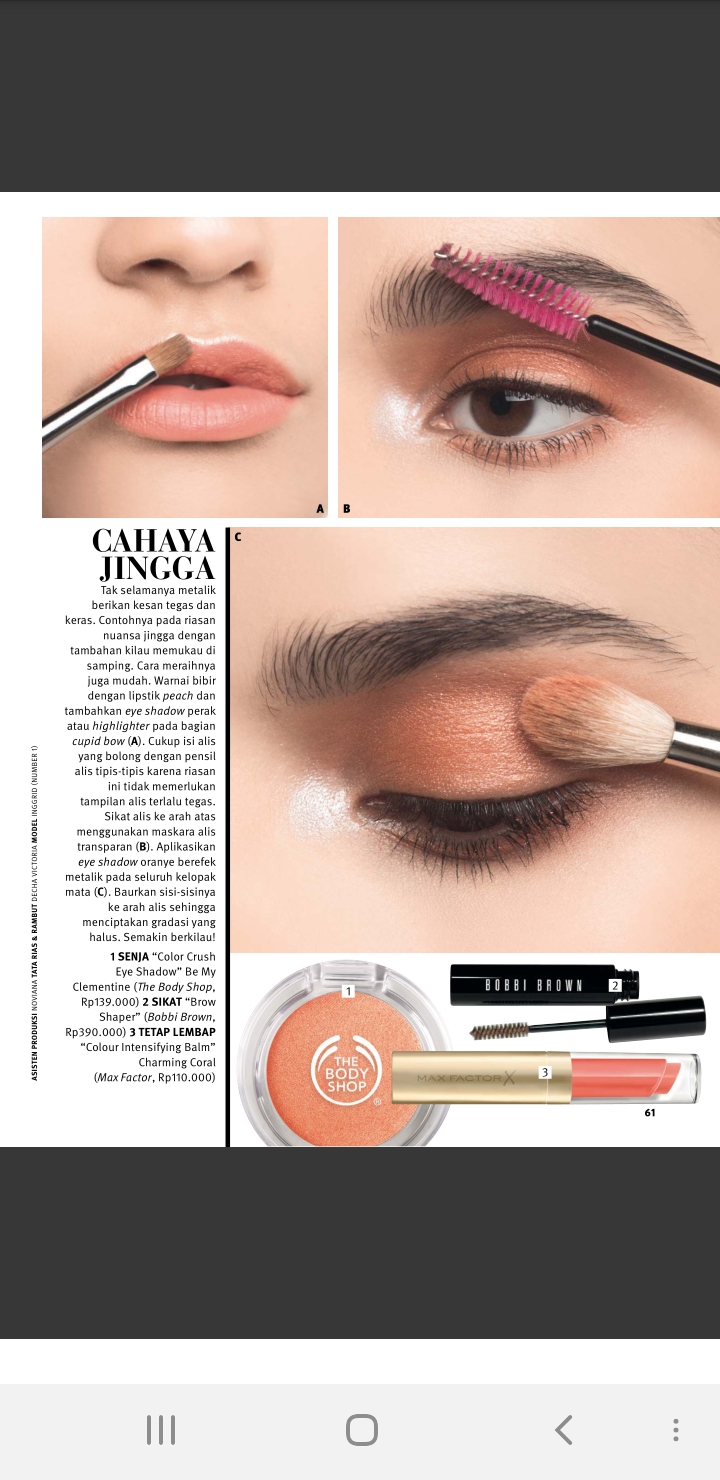 A
B
CAHAYA
JINGGA
Tak selamanya metalik
berikan kesan tegas dan
keras. Contohnya pada riasan
nuansa jingga dengan
tambahan kilau memukau di
samping. Cara meraihnya
juga mudah. Warnai bibir
dengan lipstik peach dan
tambahkan eye shadow perak
atau highlighter pada bagian
cupid bow (A). Cukup isi alis
yang bolong dengan pensil
alis tipis-tipis karena riasan
ini tidak memerlukan
tampilan alis terlalu tegas.
Sikat alis ke arah atas
menggunakan maskara alis
transparan (B). Aplikasikan
eye shadow oranye berefek
metalik pada seluruh kelopak
mata (C). Baurkan sisi-sisinya
ke arah alis sehingga
menciptakan gradasi yang
halus. Semakin berkilau!
1 SENJA “Color Crush
Eye Shadow” Be My
Clementine (The Body Shop,
Rp139.000) 2 SIKAT “Brow
Shaper” (Bobbi Brown,
Rp390.000) 3 TETAP LEMBAP
“Colour Intensifying Balm”
Charming Coral
(Max Factor, Rp110.000)
ASISTEN PRODUKSI NOVIANA TATA RIAS & RAMBUT DECHA VICTORIA MODEL INGGRID (NUMBER 1)
C
1
THE
BODY
SHOP
®
BOBBI BROWN
2
MAX FACTOR X
3
61